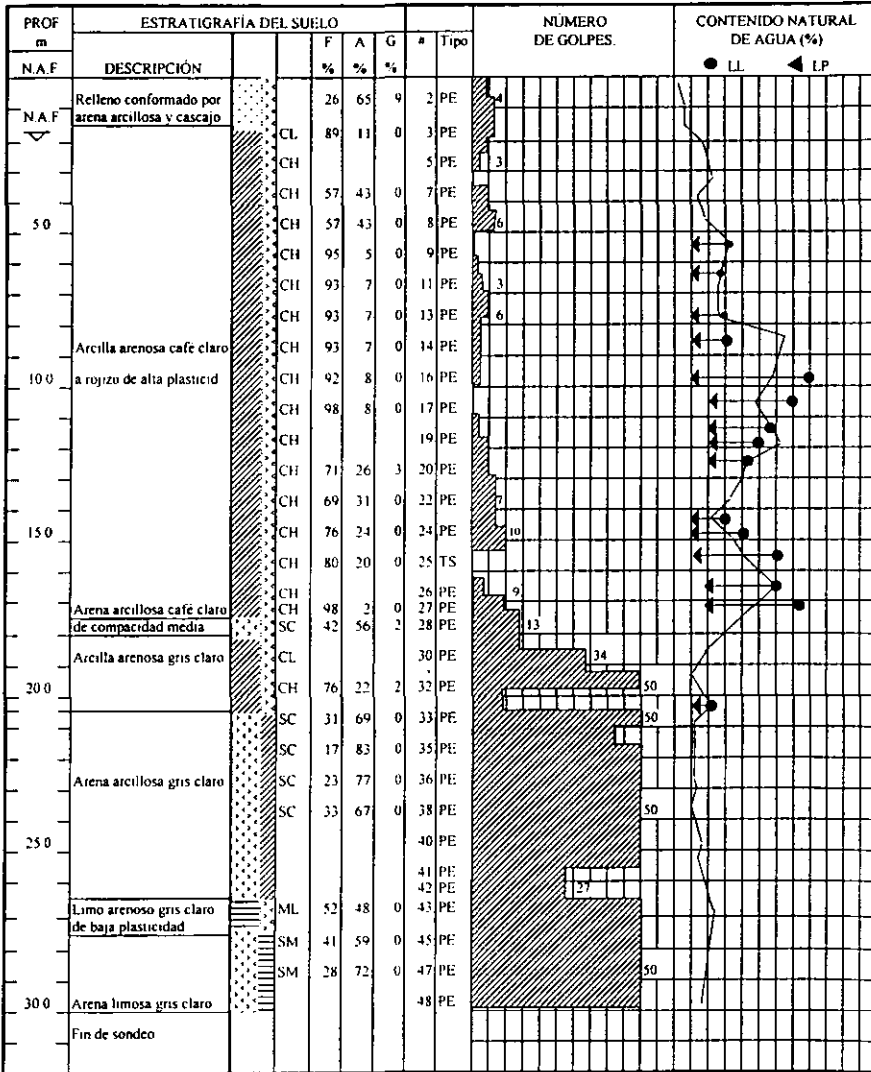 PROF
m
N.A.F
ESTRATIGRAFÍA DEL SUELO
DESCRIPCIÓN
F
%
A
%
G
%
#
Tipo
NÚMERO
DE GOLPES.
CONTENIDO NATURAL
DE AGUA (%)
LL LP
Relleno conformado por
arena arcillosa y cascajo
26 65 9 2 PE 4
N.A.F
CL 89 11 0 3 PE
CH 5 PE 3
CH 57 43 0 7 PE
5 0 CH 57 43 0 8 PE 6
CH 95 5 0 9 PE
CH 93 7 0 11 PE 3
CH 93 7 0 13 PE 6
Arcilla arenosa café claro CH 93 7 0 14 PE
10 0 a rojizo de alta plasticid CH 92 8 0 16 PE
CH 98 8 0 17 PE
CH 19 PE
CH 71 26 3 20 PE
CH 69 31 0 22 PE 7
15 0 CH 76 24 0 24 PE 10
CH 80 20 0 25 TS
CH 26 PE 9
Arena arcillosa café claro CH 98 2 0 27 PE
de compacidad media SC 42 56 2 28 PE 13
Arcilla arenosa gris claro CL 30 PE 34
20 0 CH 76 22 2 32 PE 50
SC 31 69 0 33 PE 50
SC 17 83 0 35 PE
Arena arcillosa gris claro SC 23 77 0 36 PE
SC 33 67 0 38 PE 50
25 0 40 PE
41 PE
42 PE 27
Limo arenoso gris claro ML 52 48 0 43 PE
de baja plasticidad
SM 41 59 0 45 PE
SM 28 72 0 47 PE 50
30 0 Arena limosa gris claro 48 PE
Fin de sondeo